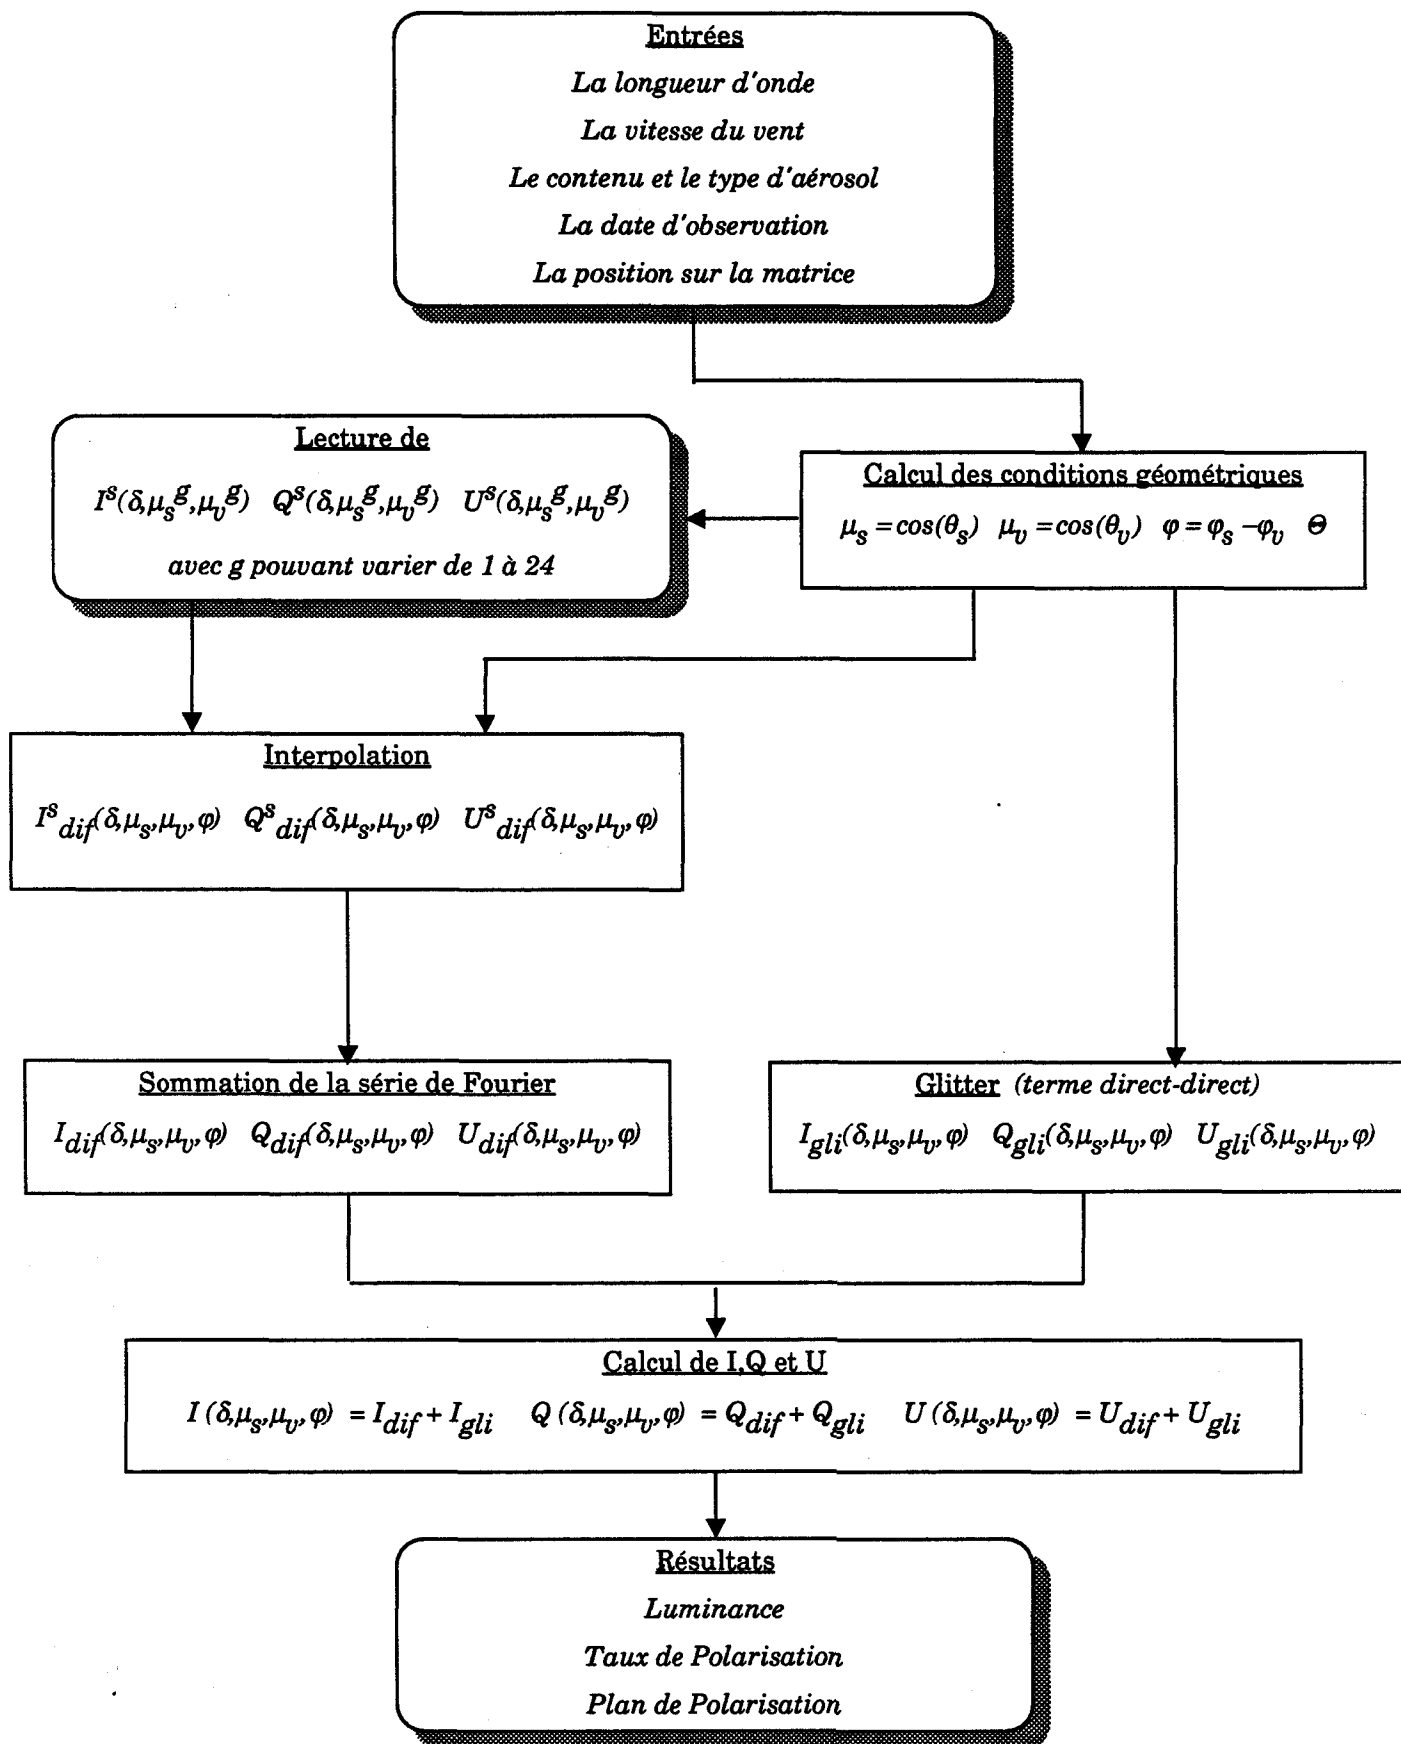 Entrées
La longueur d'onde
La vitesse du vent
Le contenu et le type d'aérosol
La date d'observation
La position sur la matrice
Lecture de
I^s(δ,μ_s^g,μ_v^g) Q^s(δ,μ_s^g,μ_v^g) U^s(δ,μ_s^g,μ_v^g)
avec g pouvant varier de 1 à 24
Calcul des conditions géométriques
μ_s = cos(θ_s) μ_v = cos(θ_v) φ = φ_s − φ_v Θ
Interpolation
I^s_dif(δ,μ_s,μ_v,φ) Q^s_dif(δ,μ_s,μ_v,φ) U^s_dif(δ,μ_s,μ_v,φ)
Sommation de la série de Fourier
I_dif(δ,μ_s,μ_v,φ) Q_dif(δ,μ_s,μ_v,φ) U_dif(δ,μ_s,μ_v,φ)
Glitter (terme direct-direct)
I_gli(δ,μ_s,μ_v,φ) Q_gli(δ,μ_s,μ_v,φ) U_gli(δ,μ_s,μ_v,φ)
Calcul de I,Q et U
I (δ,μ_s,μ_v,φ) = I_dif + I_gli Q (δ,μ_s,μ_v,φ) = Q_dif + Q_gli U (δ,μ_s,μ_v,φ) = U_dif + U_gli
Résultats
Luminance
Taux de Polarisation
Plan de Polarisation